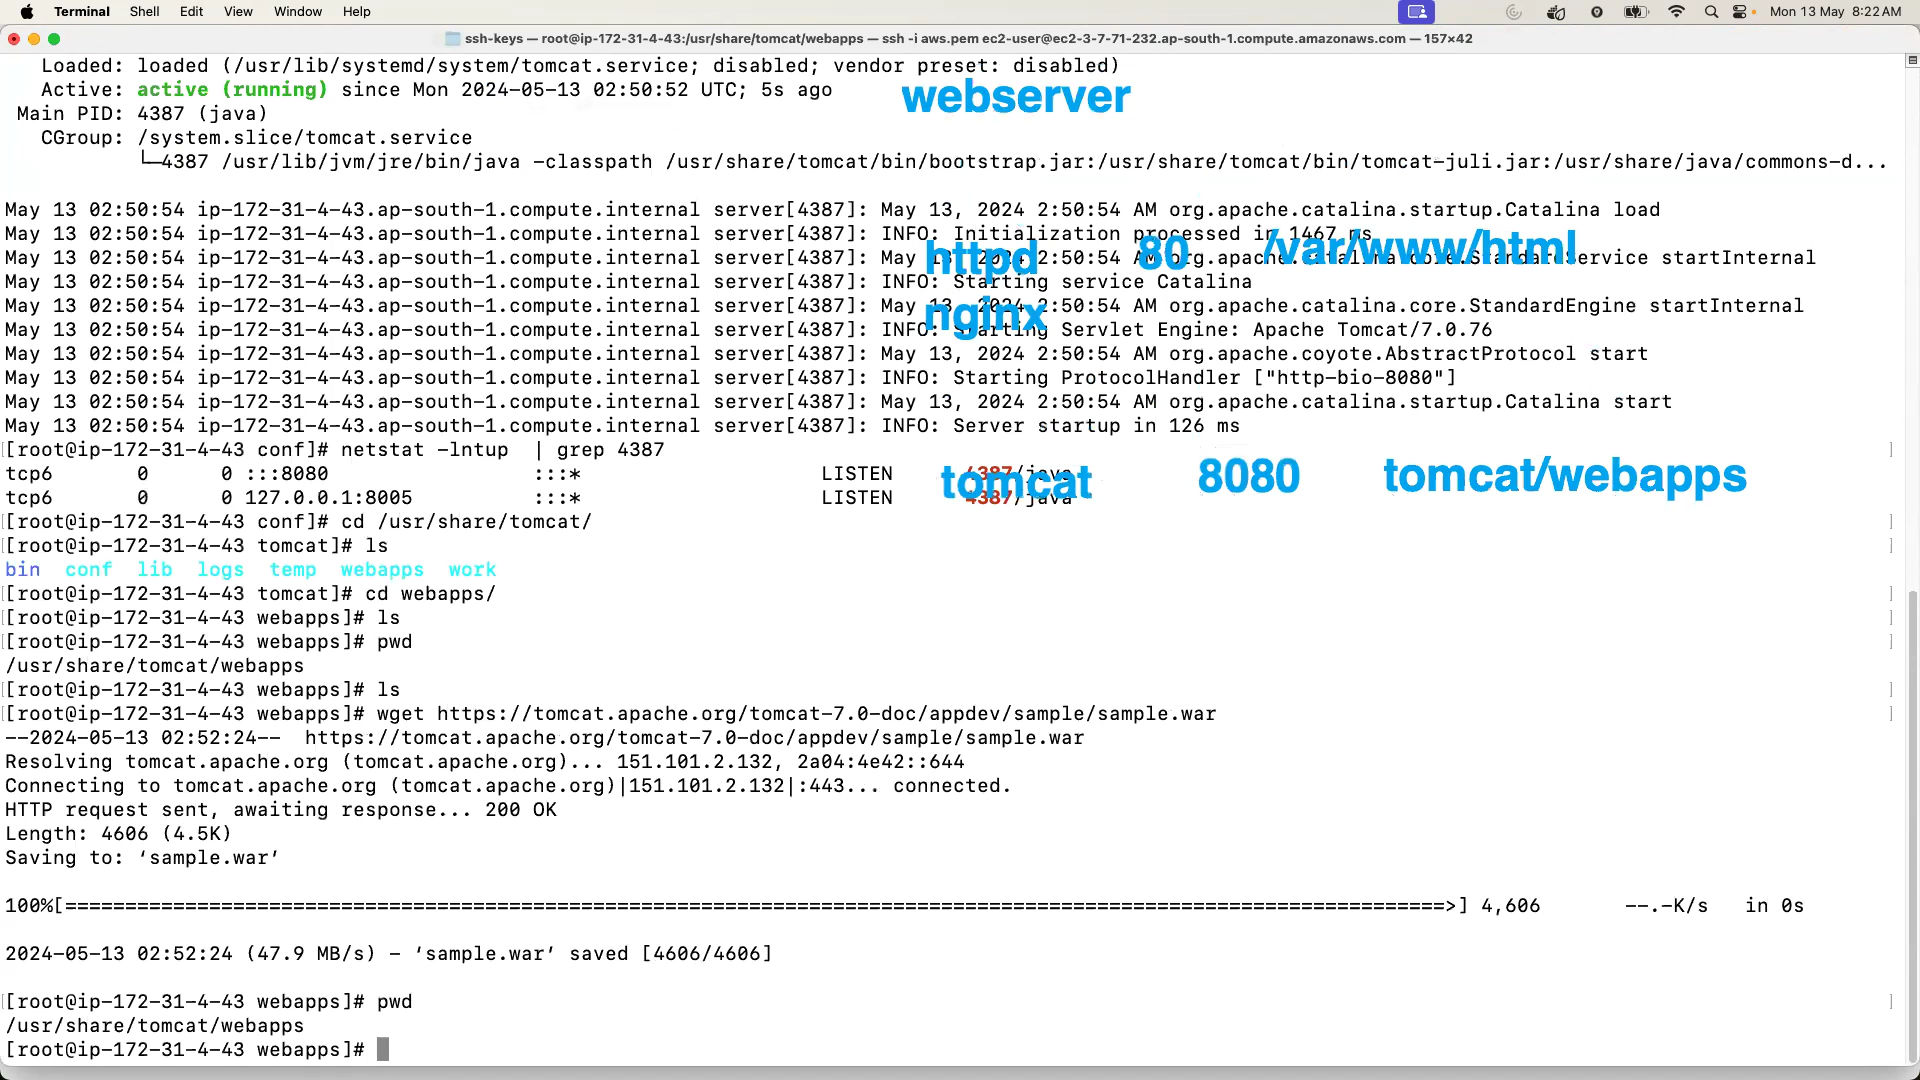 Terminal Shell Edit View Window Help Mon 13 May 8:22 AM
ssh-keys — root@ip-172-31-4-43:/usr/share/tomcat/webapps — ssh -i aws.pem ec2-user@ec2-3-7-71-232.ap-south-1.compute.amazonaws.com — 157×42
Loaded: loaded (/usr/lib/systemd/system/tomcat.service; disabled; vendor preset: disabled)
Active: active (running) since Mon 2024-05-13 02:50:52 UTC; 5s ago
webserver
Main PID: 4387 (java)
CGroup: /system.slice/tomcat.service
└─4387 /usr/lib/jvm/jre/bin/java -classpath /usr/share/tomcat/bin/bootstrap.jar:/usr/share/tomcat/bin/tomcat-juli.jar:/usr/share/java/commons-d...
May 13 02:50:54 ip-172-31-4-43.ap-south-1.compute.internal server[4387]: May 13, 2024 2:50:54 AM org.apache.catalina.startup.Catalina load
May 13 02:50:54 ip-172-31-4-43.ap-south-1.compute.internal server[4387]: INFO: Initialization processed in 1467 ms
httpd 80 /var/www/html
May 13 02:50:54 ip-172-31-4-43.ap-south-1.compute.internal server[4387]: May 13, 2024 2:50:54 AM org.apache.catalina.core.StandardService startInternal
May 13 02:50:54 ip-172-31-4-43.ap-south-1.compute.internal server[4387]: INFO: Starting service Catalina
May 13 02:50:54 ip-172-31-4-43.ap-south-1.compute.internal server[4387]: May 13, 2024 2:50:54 AM org.apache.catalina.core.StandardEngine startInternal
nginx
May 13 02:50:54 ip-172-31-4-43.ap-south-1.compute.internal server[4387]: INFO: Starting Servlet Engine: Apache Tomcat/7.0.76
May 13 02:50:54 ip-172-31-4-43.ap-south-1.compute.internal server[4387]: May 13, 2024 2:50:54 AM org.apache.coyote.AbstractProtocol start
May 13 02:50:54 ip-172-31-4-43.ap-south-1.compute.internal server[4387]: INFO: Starting ProtocolHandler ["http-bio-8080"]
May 13 02:50:54 ip-172-31-4-43.ap-south-1.compute.internal server[4387]: May 13, 2024 2:50:54 AM org.apache.catalina.startup.Catalina start
May 13 02:50:54 ip-172-31-4-43.ap-south-1.compute.internal server[4387]: INFO: Server startup in 126 ms
[root@ip-172-31-4-43 conf]# netstat -lntup | grep 4387
tcp6 0 0 :::8080 :::* LISTEN 4387/java
tomcat 8080 tomcat/webapps
tcp6 0 0 127.0.0.1:8005 :::* LISTEN 4387/java
[root@ip-172-31-4-43 conf]# cd /usr/share/tomcat/
[root@ip-172-31-4-43 tomcat]# ls
bin conf lib logs temp webapps work
[root@ip-172-31-4-43 tomcat]# cd webapps/
[root@ip-172-31-4-43 webapps]# ls
[root@ip-172-31-4-43 webapps]# pwd
/usr/share/tomcat/webapps
[root@ip-172-31-4-43 webapps]# ls
[root@ip-172-31-4-43 webapps]# wget https://tomcat.apache.org/tomcat-7.0-doc/appdev/sample/sample.war
--2024-05-13 02:52:24-- https://tomcat.apache.org/tomcat-7.0-doc/appdev/sample/sample.war
Resolving tomcat.apache.org (tomcat.apache.org)... 151.101.2.132, 2a04:4e42::644
Connecting to tomcat.apache.org (tomcat.apache.org)|151.101.2.132|:443... connected.
HTTP request sent, awaiting response... 200 OK
Length: 4606 (4.5K)
Saving to: ‘sample.war’
100%[===================================================================================================================>] 4,606 --.-K/s in 0s
2024-05-13 02:52:24 (47.9 MB/s) - ‘sample.war’ saved [4606/4606]
[root@ip-172-31-4-43 webapps]# pwd
/usr/share/tomcat/webapps
[root@ip-172-31-4-43 webapps]#